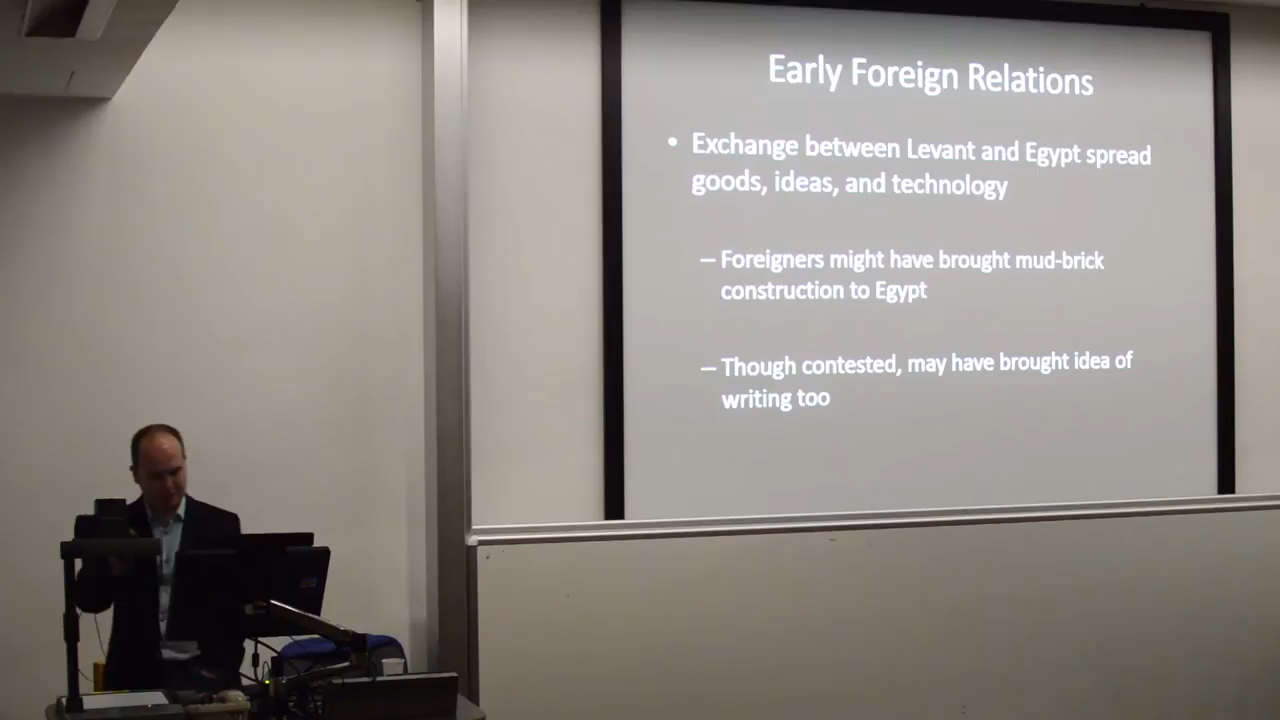 Early Foreign Relations
• Exchange between Levant and Egypt spread
goods, ideas, and technology
– Foreigners might have brought mud-brick
construction to Egypt
– Though contested, may have brought idea of
writing too